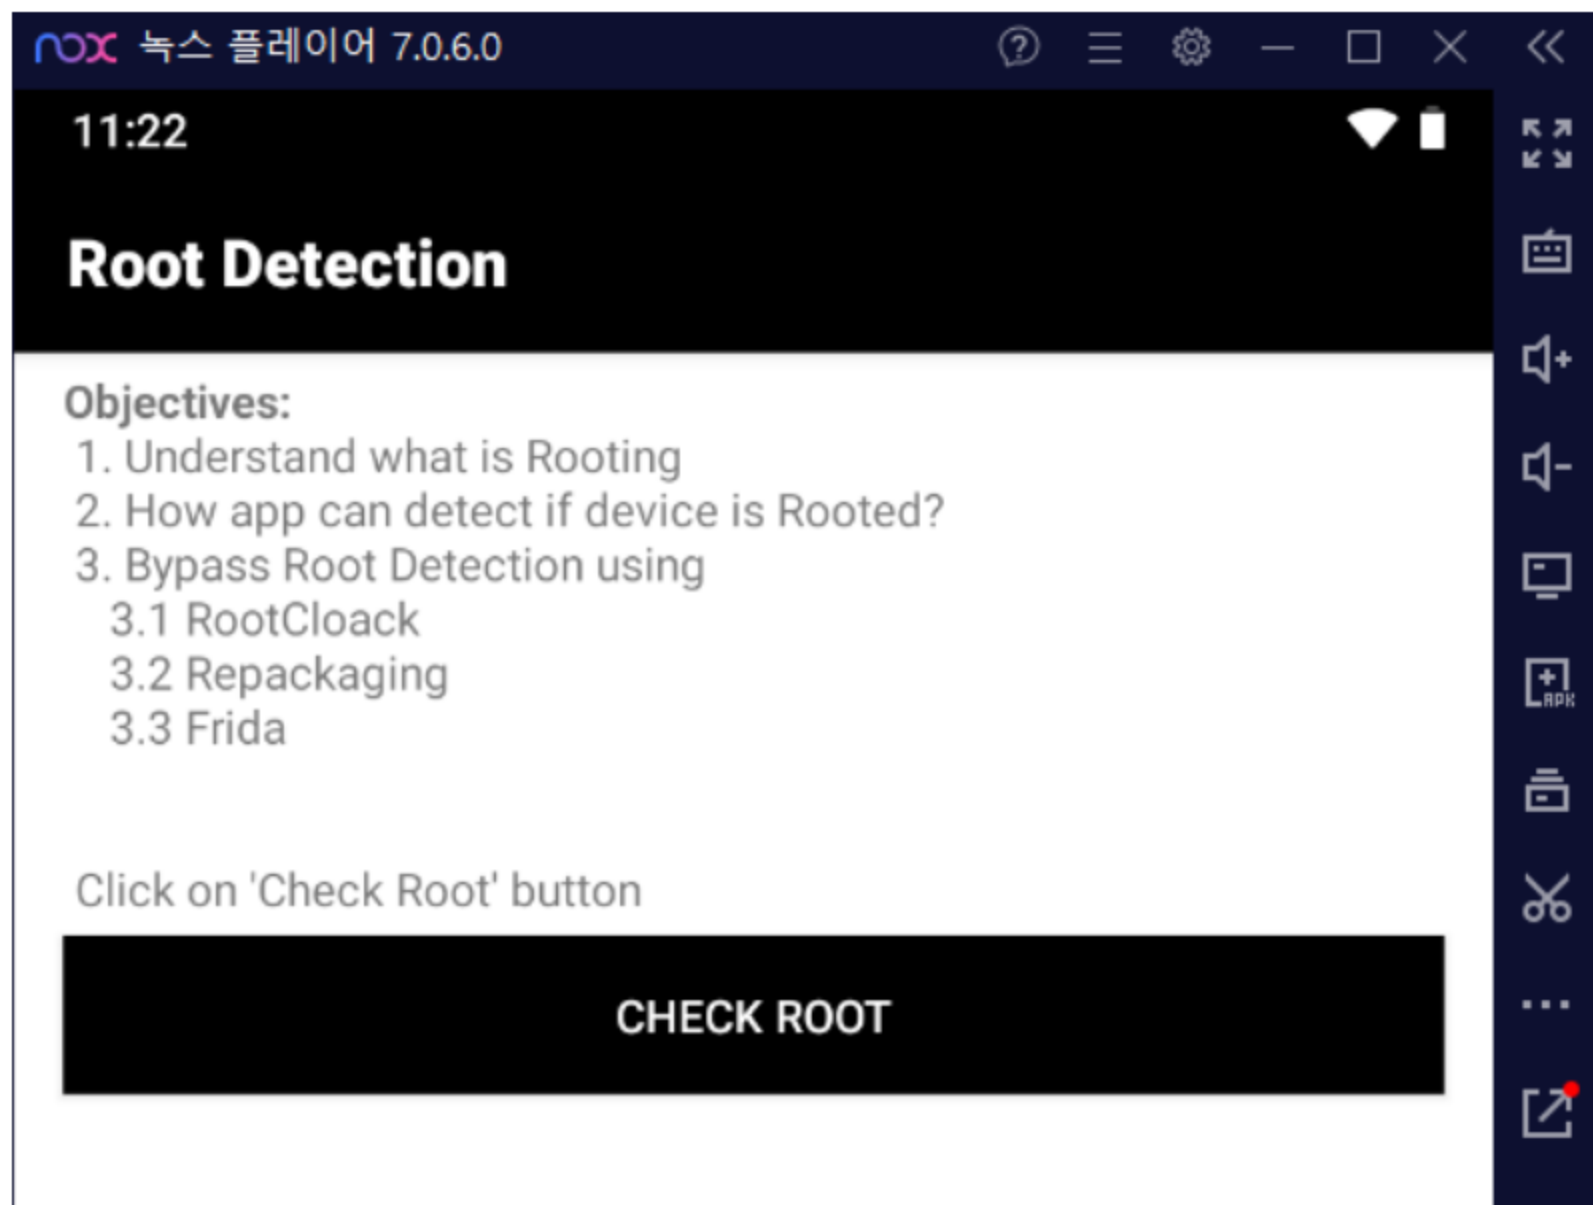 nox 녹스 플레이어 7.0.6.0
11:22
Root Detection
Objectives:
1. Understand what is Rooting
2. How app can detect if device is Rooted?
3. Bypass Root Detection using
3.1 RootCloack
3.2 Repackaging
3.3 Frida
Click on 'Check Root' button
CHECK ROOT
APK